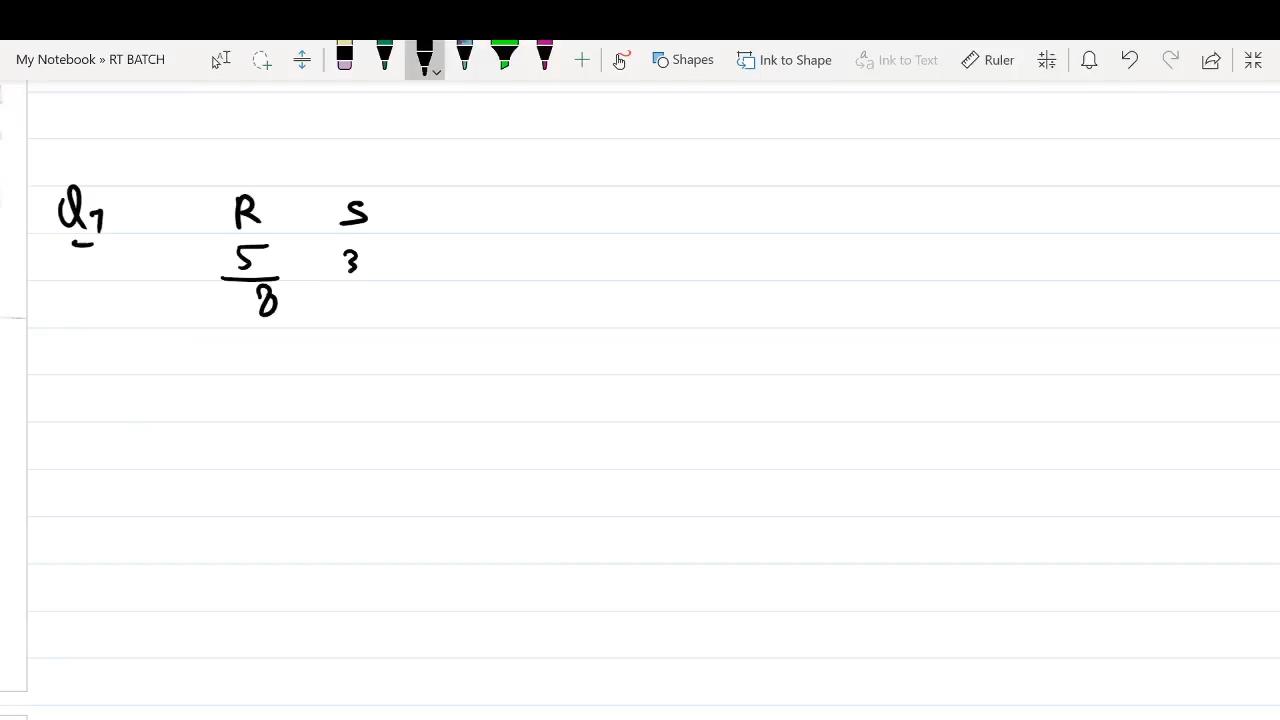 My Notebook » RT BATCH Shapes Ink to Shape Ink to Text Ruler
Q7 R S
5 3
8